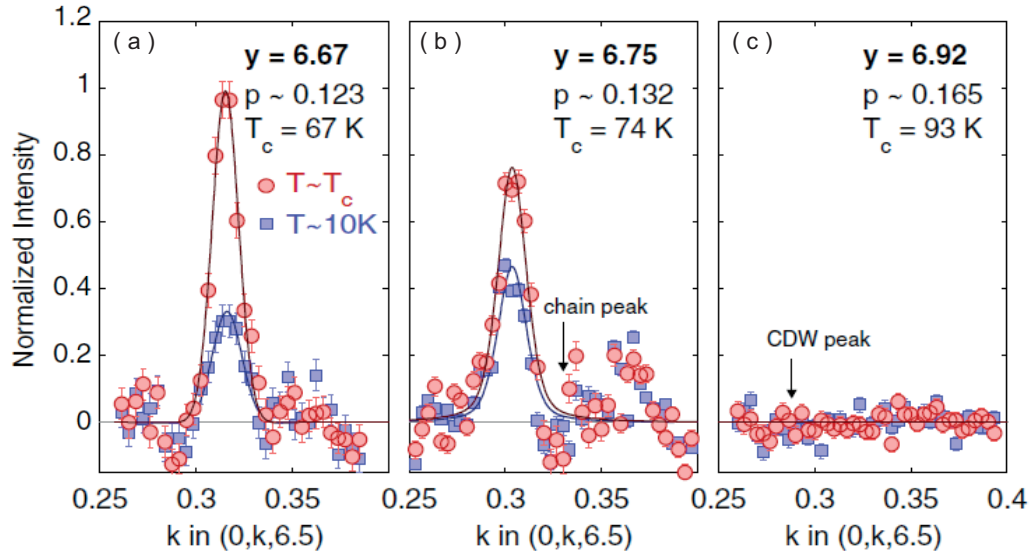 Normalized Intensity
1.2
1
0.8
0.6
0.4
0.2
0
( a )
y = 6.67
p ~ 0.123
T_c = 67 K
T~T_c
T~10K
0.25
0.3
0.35
k in (0,k,6.5)
( b )
y = 6.75
p ~ 0.132
T_c = 74 K
chain peak
0.25
0.3
0.35
k in (0,k,6.5)
( c )
y = 6.92
p ~ 0.165
T_c = 93 K
CDW peak
0.25
0.3
0.35
0.4
k in (0,k,6.5)